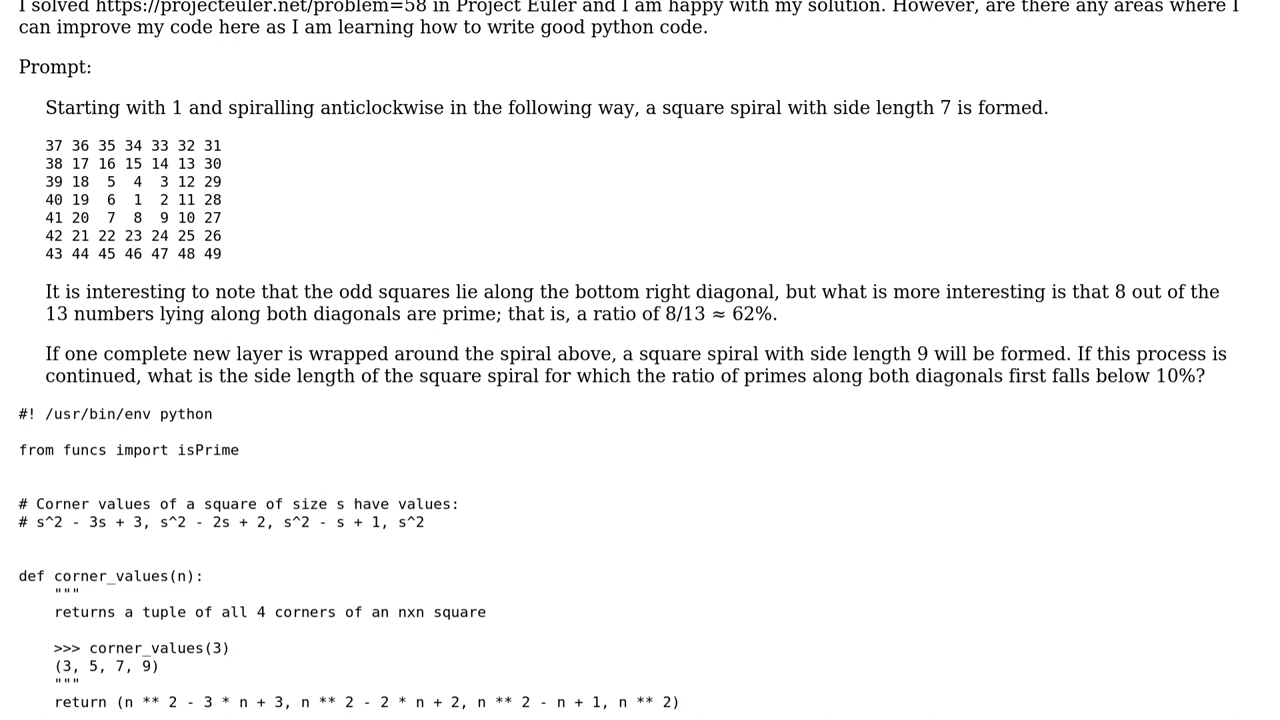 I solved https://projecteuler.net/problem=58 in Project Euler and I am happy with my solution. However, are there any areas where I
can improve my code here as I am learning how to write good python code.
Prompt:
Starting with 1 and spiralling anticlockwise in the following way, a square spiral with side length 7 is formed.
37 36 35 34 33 32 31
38 17 16 15 14 13 30
39 18  5  4  3 12 29
40 19  6  1  2 11 28
41 20  7  8  9 10 27
42 21 22 23 24 25 26
43 44 45 46 47 48 49
It is interesting to note that the odd squares lie along the bottom right diagonal, but what is more interesting is that 8 out of the
13 numbers lying along both diagonals are prime; that is, a ratio of 8/13 ≈ 62%.
If one complete new layer is wrapped around the spiral above, a square spiral with side length 9 will be formed. If this process is
continued, what is the side length of the square spiral for which the ratio of primes along both diagonals first falls below 10%?
#! /usr/bin/env python
from funcs import isPrime
# Corner values of a square of size s have values:
# s^2 - 3s + 3, s^2 - 2s + 2, s^2 - s + 1, s^2
def corner_values(n):
    """
    returns a tuple of all 4 corners of an nxn square
    >>> corner_values(3)
    (3, 5, 7, 9)
    """
    return (n ** 2 - 3 * n + 3, n ** 2 - 2 * n + 2, n ** 2 - n + 1, n ** 2)